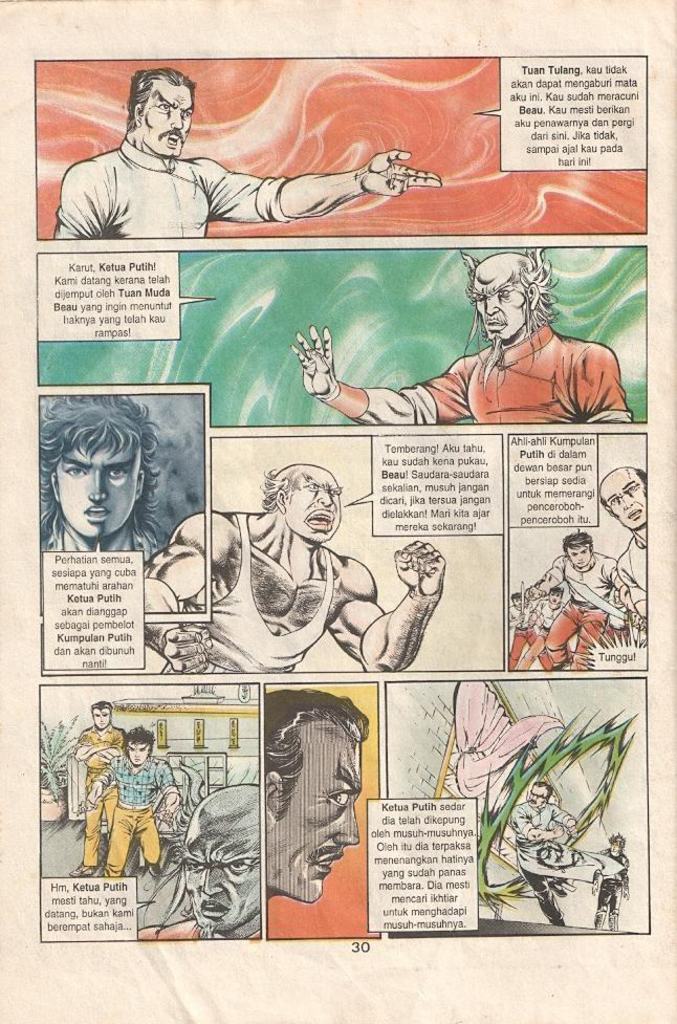 Tuan Tulang, kau tidak
akan dapat mengaburi mata
aku ini. Kau sudah meracuni
Beau. Kau mesti berikan
aku penawarnya dan pergi
dari sini. Jika tidak,
sampai ajal kau pada
hari ini!
Karut, Ketua Putih!
Kami datang kerana telah
dijemput oleh Tuan Muda
Beau yang ingin menuntut
haknya yang telah kau
rampas!
Perhatian semua,
sesiapa yang cuba
mematuhi arahan
Ketua Putih
akan dianggap
sebagai pembelot
Kumpulan Putih
dan akan dibunuh
nanti!
Temberang! Aku tahu,
kau sudah kena pukau,
Beau! Saudara-saudara
sekalian, musuh jangan
dicari, jika tersua jangan
dielakkan! Mari kita ajar
mereka sekarang!
Ahli-ahli Kumpulan
Putih di dalam
dewan besar pun
bersiap sedia
untuk memerangi
penceroboh-
penceroboh itu.
Tunggu!
Hm, Ketua Putih
mesti tahu, yang
datang, bukan kami
berempat sahaja...
Ketua Putih sedar
dia telah dikepung
oleh musuh-musuhnya.
Oleh itu dia terpaksa
menenangkan hatinya
yang sudah panas
membara. Dia mesti
mencari ikhtiar
untuk menghadapi
musuh-musuhnya.
30